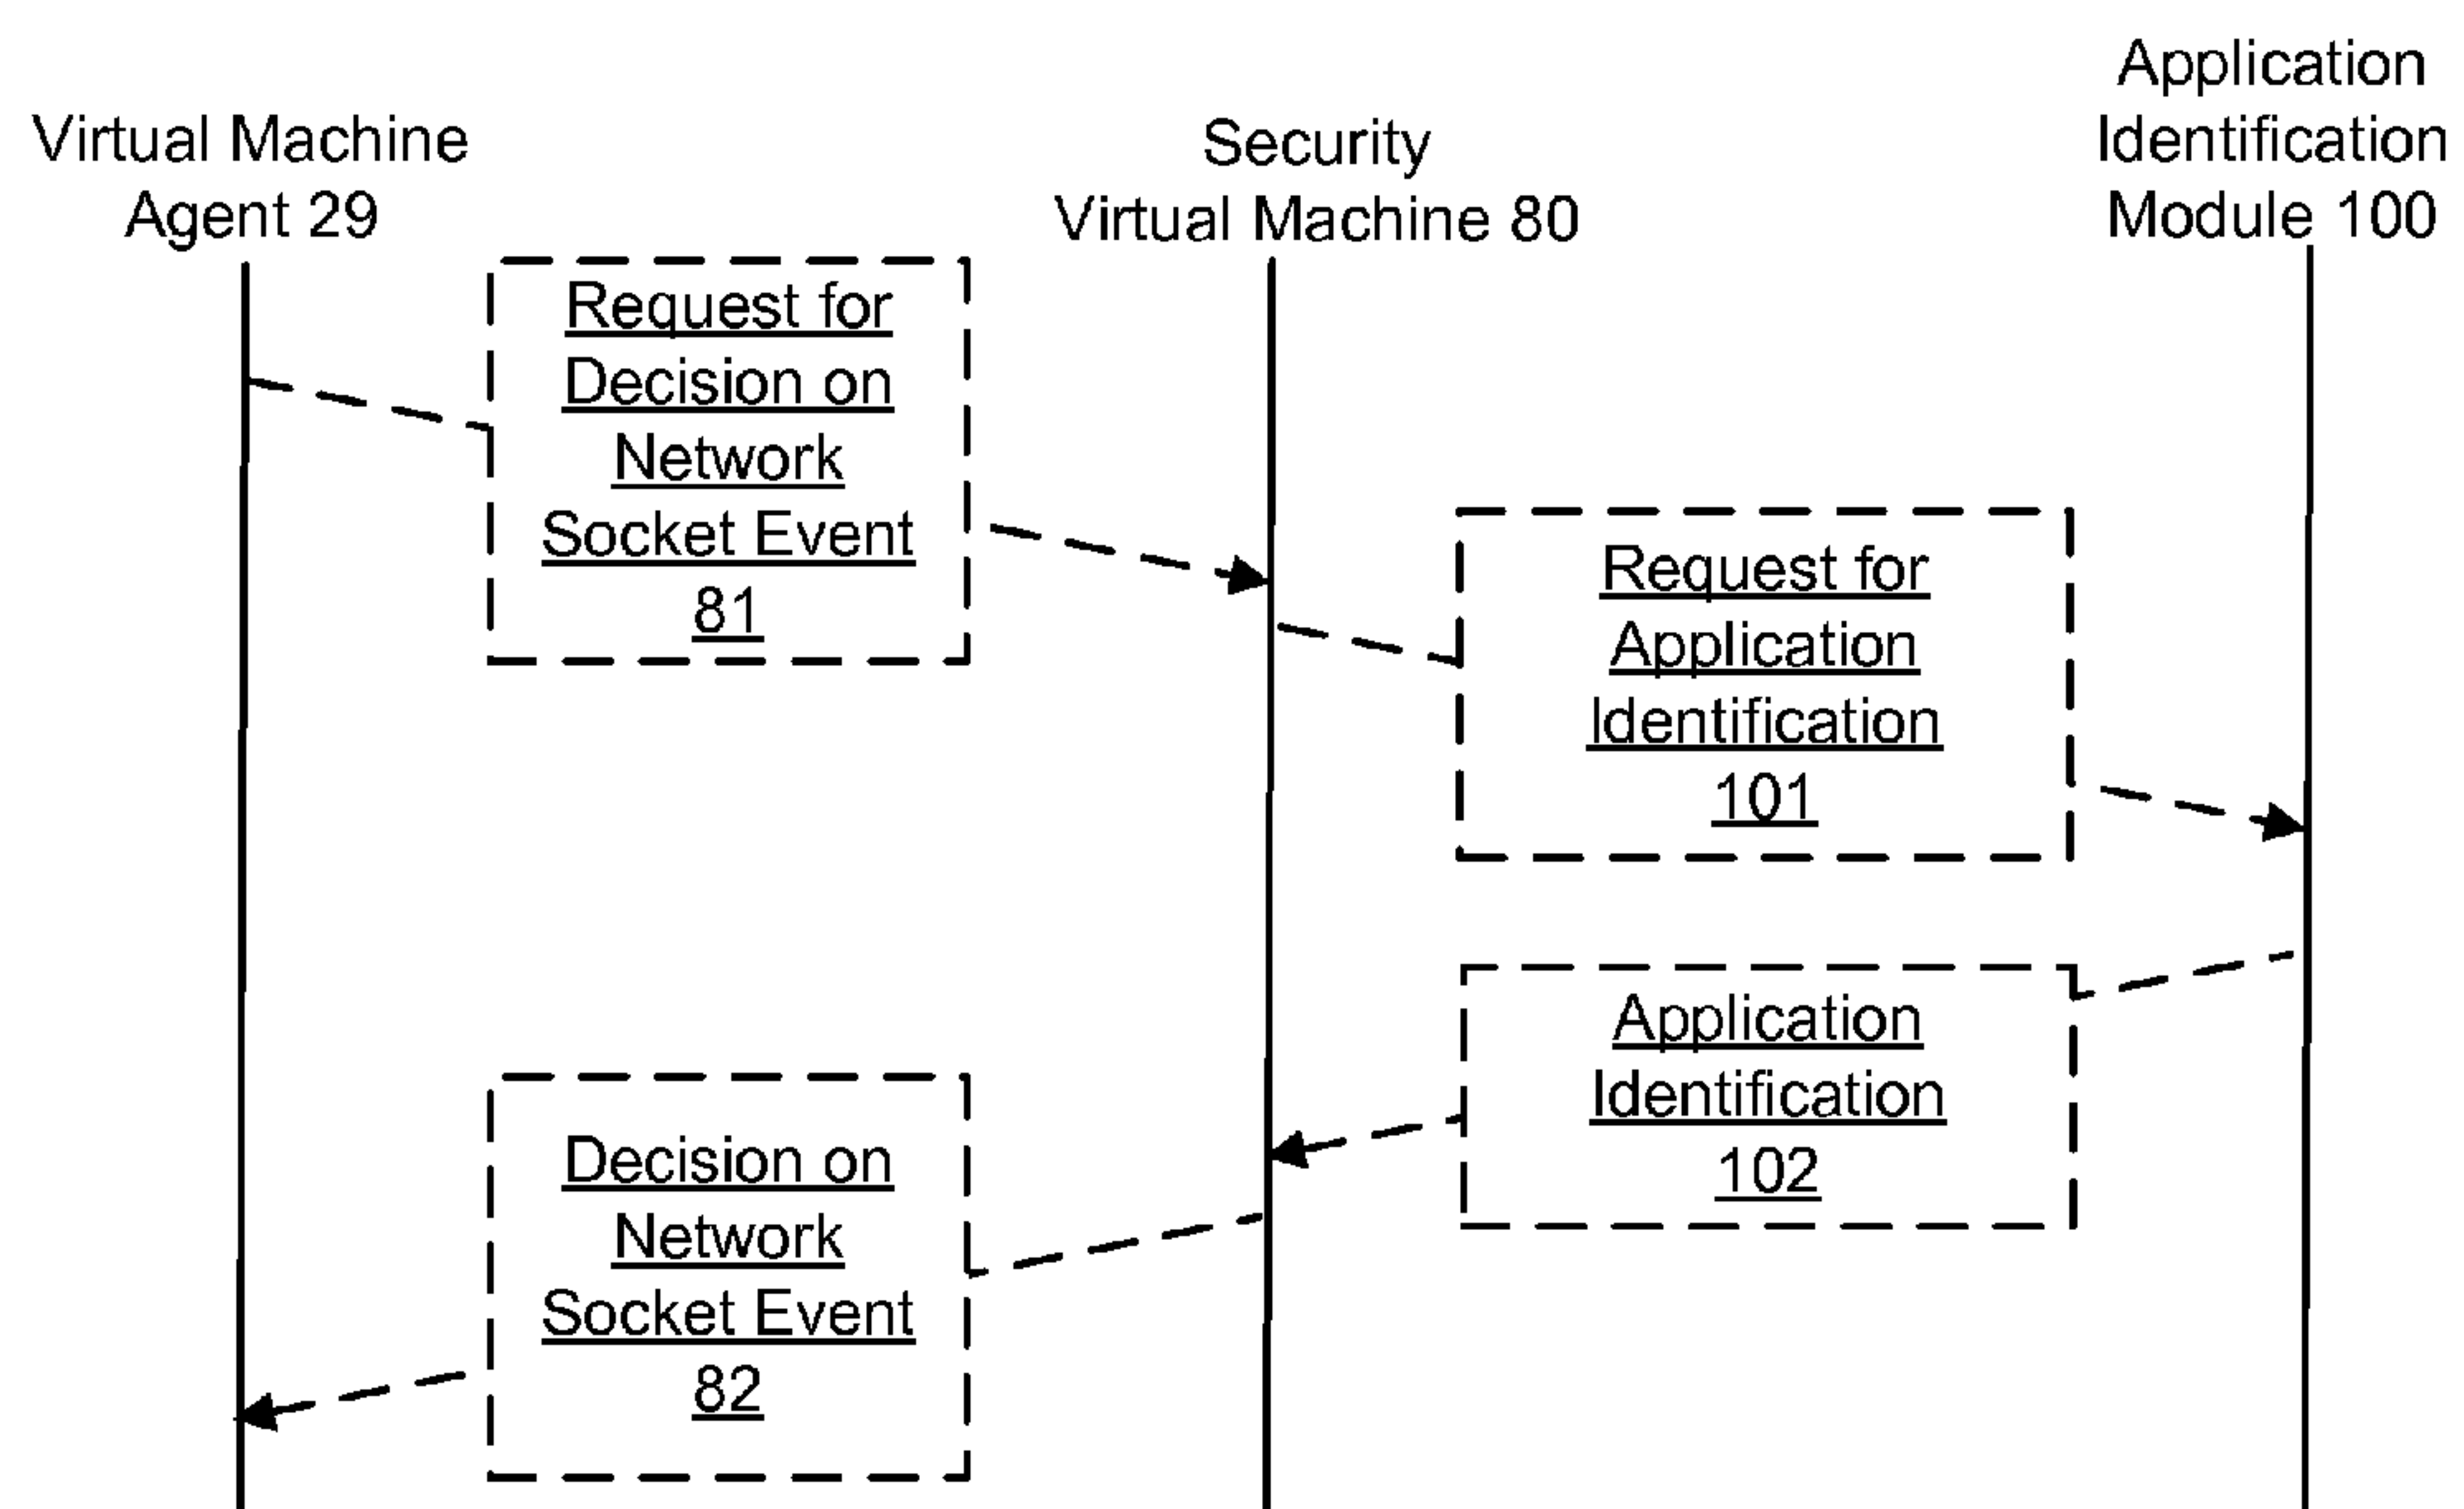 Virtual Machine
Agent 29
Security
Virtual Machine 80
Application
Identification
Module 100
Request for
Decision on
Network
Socket Event
81
Request for
Application
Identification
101
Application
Identification
102
Decision on
Network
Socket Event
82